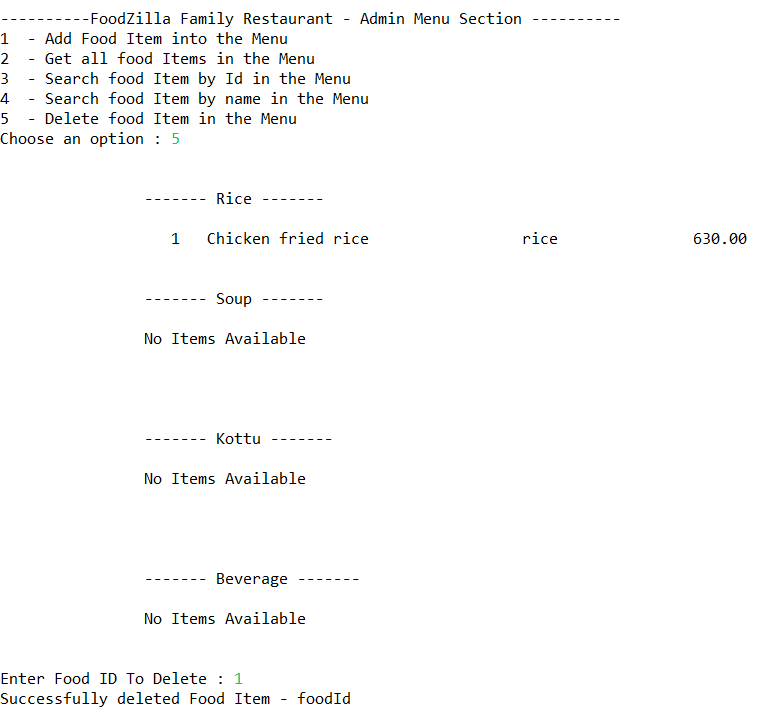 ----------FoodZilla Family Restaurant - Admin Menu Section ----------
1  - Add Food Item into the Menu
2  - Get all food Items in the Menu
3  - Search food Item by Id in the Menu
4  - Search food Item by name in the Menu
5  - Delete food Item in the Menu
Choose an option : 5
------- Rice -------
1   Chicken fried rice                 rice               630.00
------- Soup -------
No Items Available
------- Kottu -------
No Items Available
------- Beverage -------
No Items Available
Enter Food ID To Delete : 1
Successfully deleted Food Item - foodId